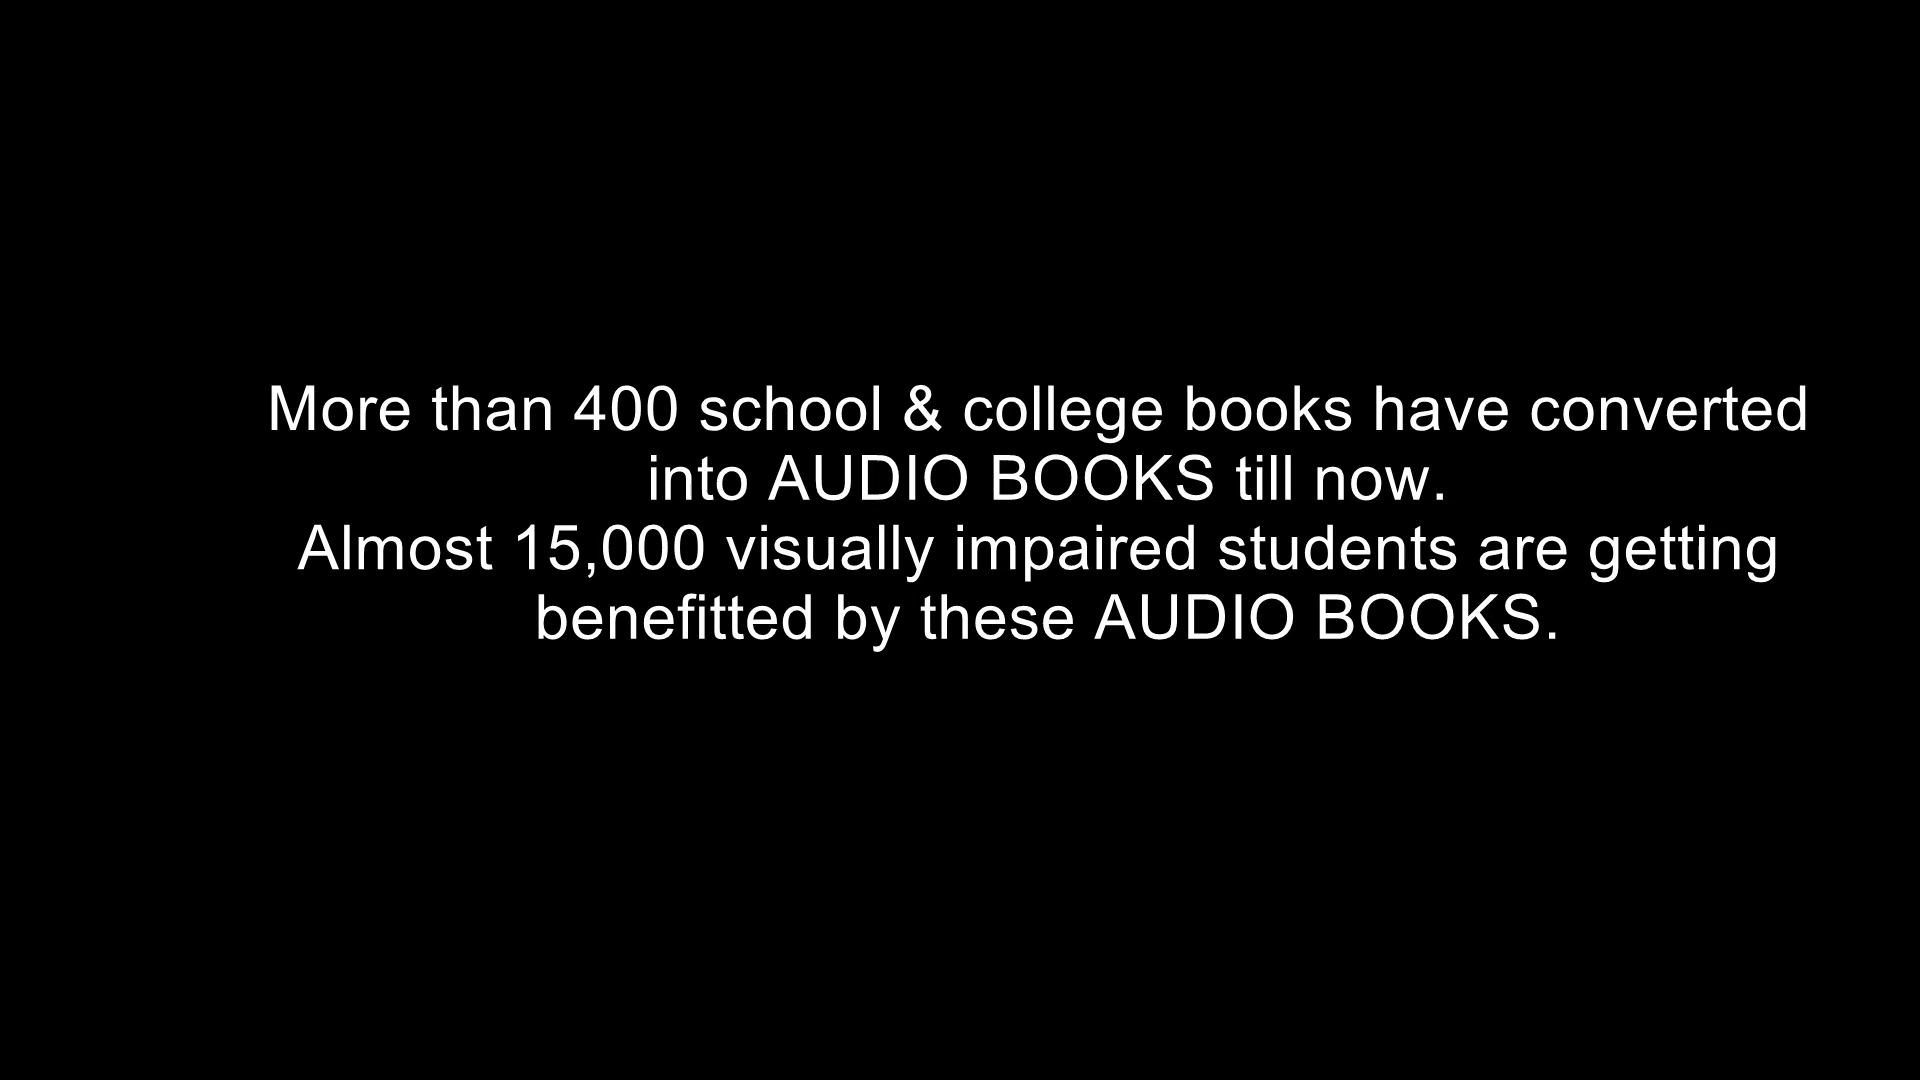 More than 400 school & college books have converted
into AUDIO BOOKS till now.
Almost 15,000 visually impaired students are getting
benefitted by these AUDIO BOOKS.